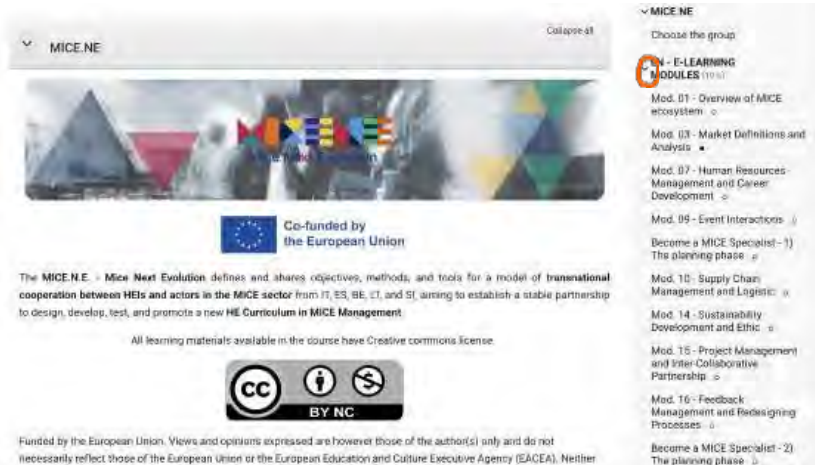 Collapse all
MICE.NE
Co-funded by
the European Union
The MICE.N.E. - Mice Next Evolution defines and shares objectives, methods, and tools for a model of transnational
cooperation between HEIs and actors in the MICE sector from IT, ES, BE, LT, and SI, aiming to establish a stable partnership
to design, develop, test, and promote a new HE Curriculum in MICE Management
All learning materials available in the course have Creative commons license
cc
BY NC
Funded by the European Union. Views and opinions expressed are however those of the author(s) only and do not
necessarily reflect those of the European Union or the European Education and Culture Executive Agency (EACEA). Neither
MICE.NE
Choose the group
EN - E-LEARNING
MODULES
Mod. 01 - Overview of MICE
ecosystem
Mod. 03 - Market Definitions and
Analysis
Mod. 07 - Human Resources
Management and Career
Development
Mod. 09 - Event Interactions
Become a MICE Specialist - 1)
The planning phase
Mod. 10 - Supply Chain
Management and Logistic
Mod. 14 - Sustainability
Development and Ethic
Mod. 15 - Project Management
and Inter-Collaborative
Partnership
Mod. 16 - Feedback
Management and Redesigning
Processes
Become a MICE Specialist - 2)
The planning phase